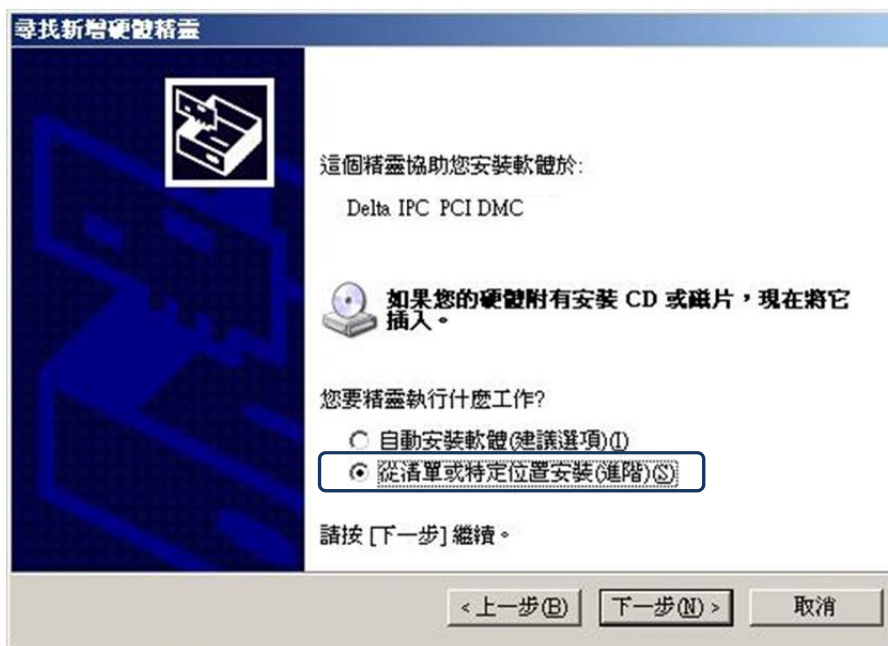 尋找新增硬體精靈
這個精靈協助您安裝軟體於:
Delta IPC PCI DMC
如果您的硬體附有安裝 CD 或磁片，現在將它
插入。
您要精靈執行什麼工作?
自動安裝軟體(建議選項)(I)
從清單或特定位置安裝(進階)(S)
請按 [下一步] 繼續。
< 上一步(B)
下一步(N) >
取消